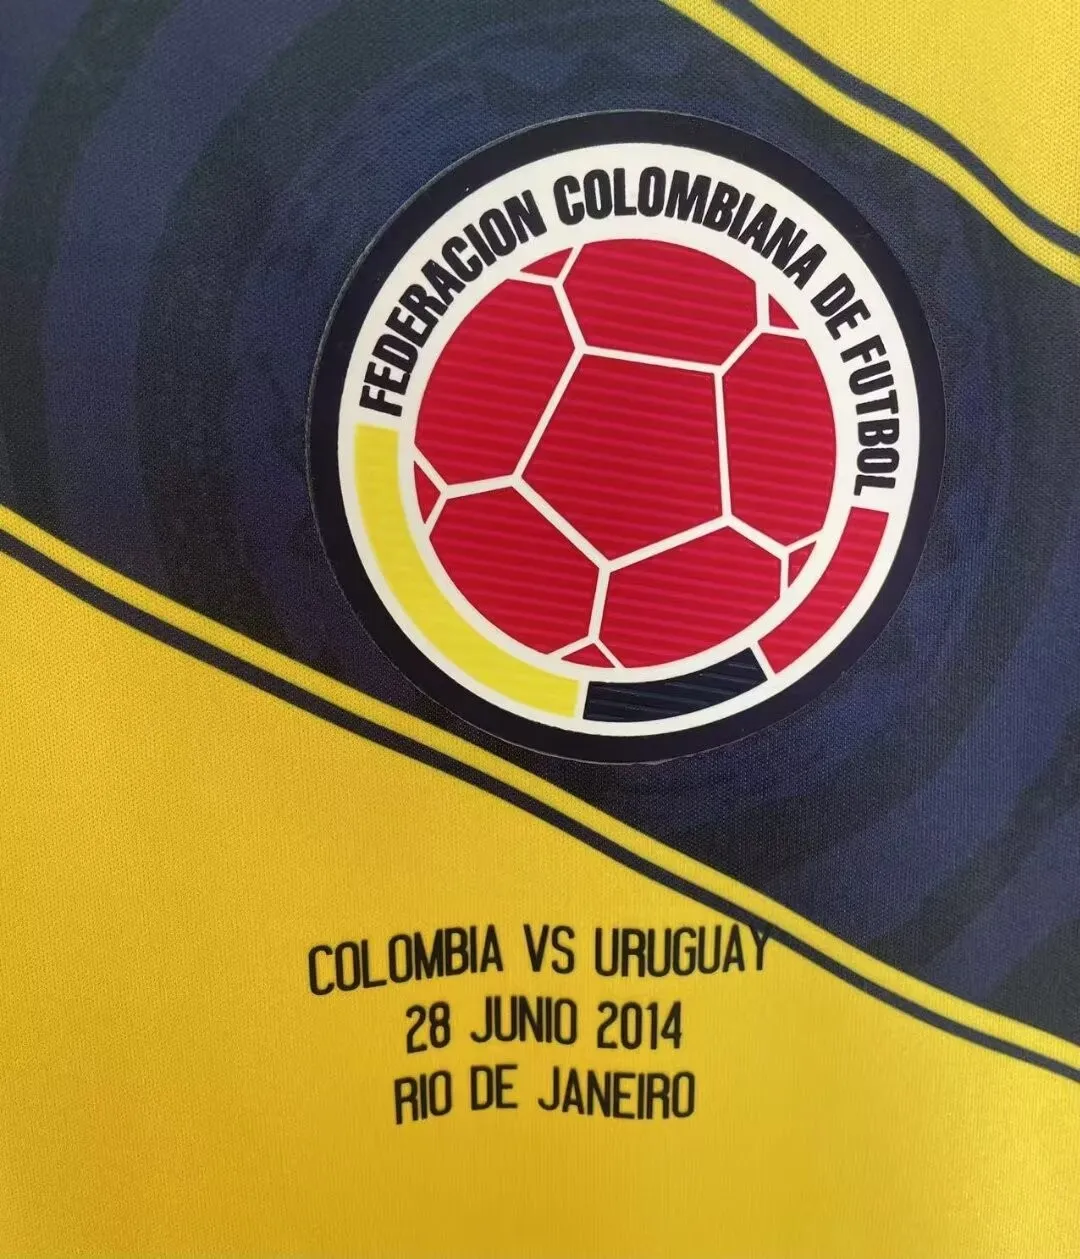 FEDERACION COLOMBIANA DE FUTBOL
COLOMBIA VS URUGUAY
28 JUNIO 2014
RIO DE JANEIRO